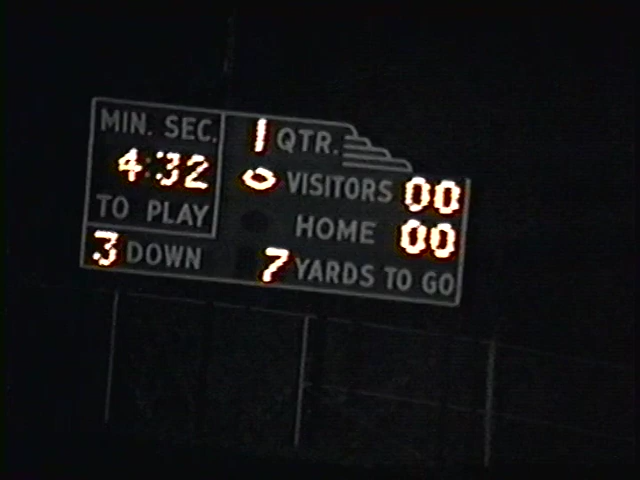 MIN. SEC. 1 QTR.
4:32 VISITORS 00
TO PLAY HOME 00
3 DOWN 7 YARDS TO GO